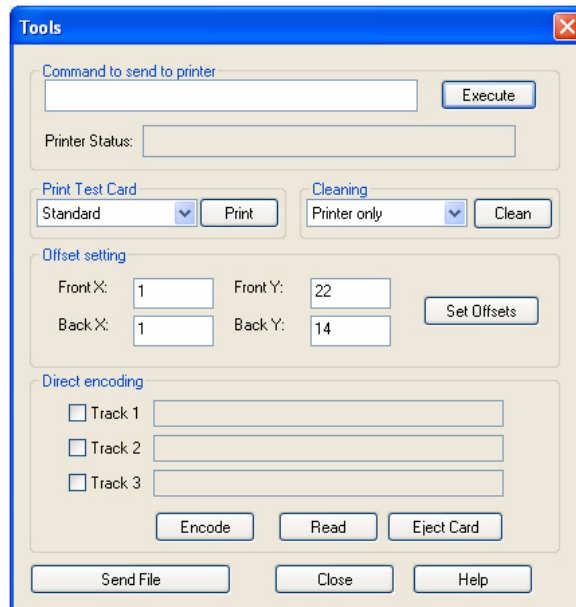 Tools
Command to send to printer
Execute
Printer Status:
Print Test Card
Cleaning
Standard
Print
Printer only
Clean
Offset setting
Front X: 1 Front Y: 22
Set Offsets
Back X: 1 Back Y: 14
Direct encoding
Track 1
Track 2
Track 3
Encode Read Eject Card
Send File Close Help